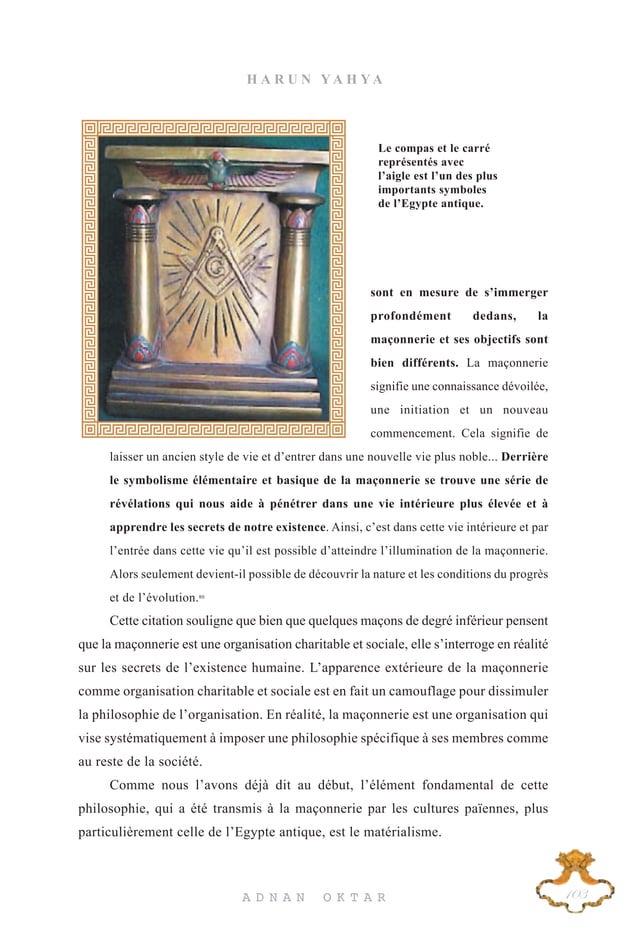 HARUN YAHYA
Le compas et le carré
représentés avec
l’aigle est l’un des plus
importants symboles
de l’Egypte antique.
G
sont en mesure de s’immerger
profondément dedans, la
maçonnerie et ses objectifs sont
bien différents. La maçonnerie
signifie une connaissance dévoilée,
une initiation et un nouveau
commencement. Cela signifie de
laisser un ancien style de vie et d’entrer dans une nouvelle vie plus noble... Derrière
le symbolisme élémentaire et basique de la maçonnerie se trouve une série de
révélations qui nous aide à pénétrer dans une vie intérieure plus élevée et à
apprendre les secrets de notre existence. Ainsi, c’est dans cette vie intérieure et par
l’entrée dans cette vie qu’il est possible d’atteindre l’illumination de la maçonnerie.
Alors seulement devient-il possible de découvrir la nature et les conditions du progrès
et de l’évolution.
Cette citation souligne que bien que quelques maçons de degré inférieur pensent
que la maçonnerie est une organisation charitable et sociale, elle s’interroge en réalité
sur les secrets de l’existence humaine. L’apparence extérieure de la maçonnerie
comme organisation charitable et sociale est en fait un camouflage pour dissimuler
la philosophie de l’organisation. En réalité, la maçonnerie est une organisation qui
vise systématiquement à imposer une philosophie spécifique à ses membres comme
au reste de la société.
Comme nous l’avons déjà dit au début, l’élément fondamental de cette
philosophie, qui a été transmis à la maçonnerie par les cultures païennes, plus
particulièrement celle de l’Egypte antique, est le matérialisme.
103
ADNAN OKTAR